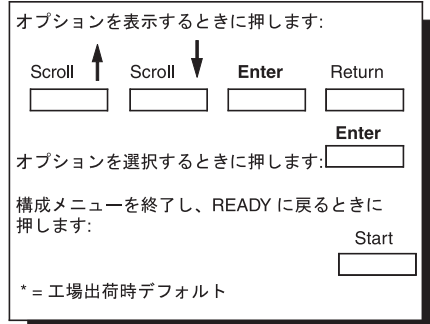 オプションを表示するときに押します:
Scroll Scroll Enter Return
Enter
オプションを選択するときに押します:
構成メニューを終了し、READY に戻るときに
押します:
Start
* = 工場出荷時デフォルト